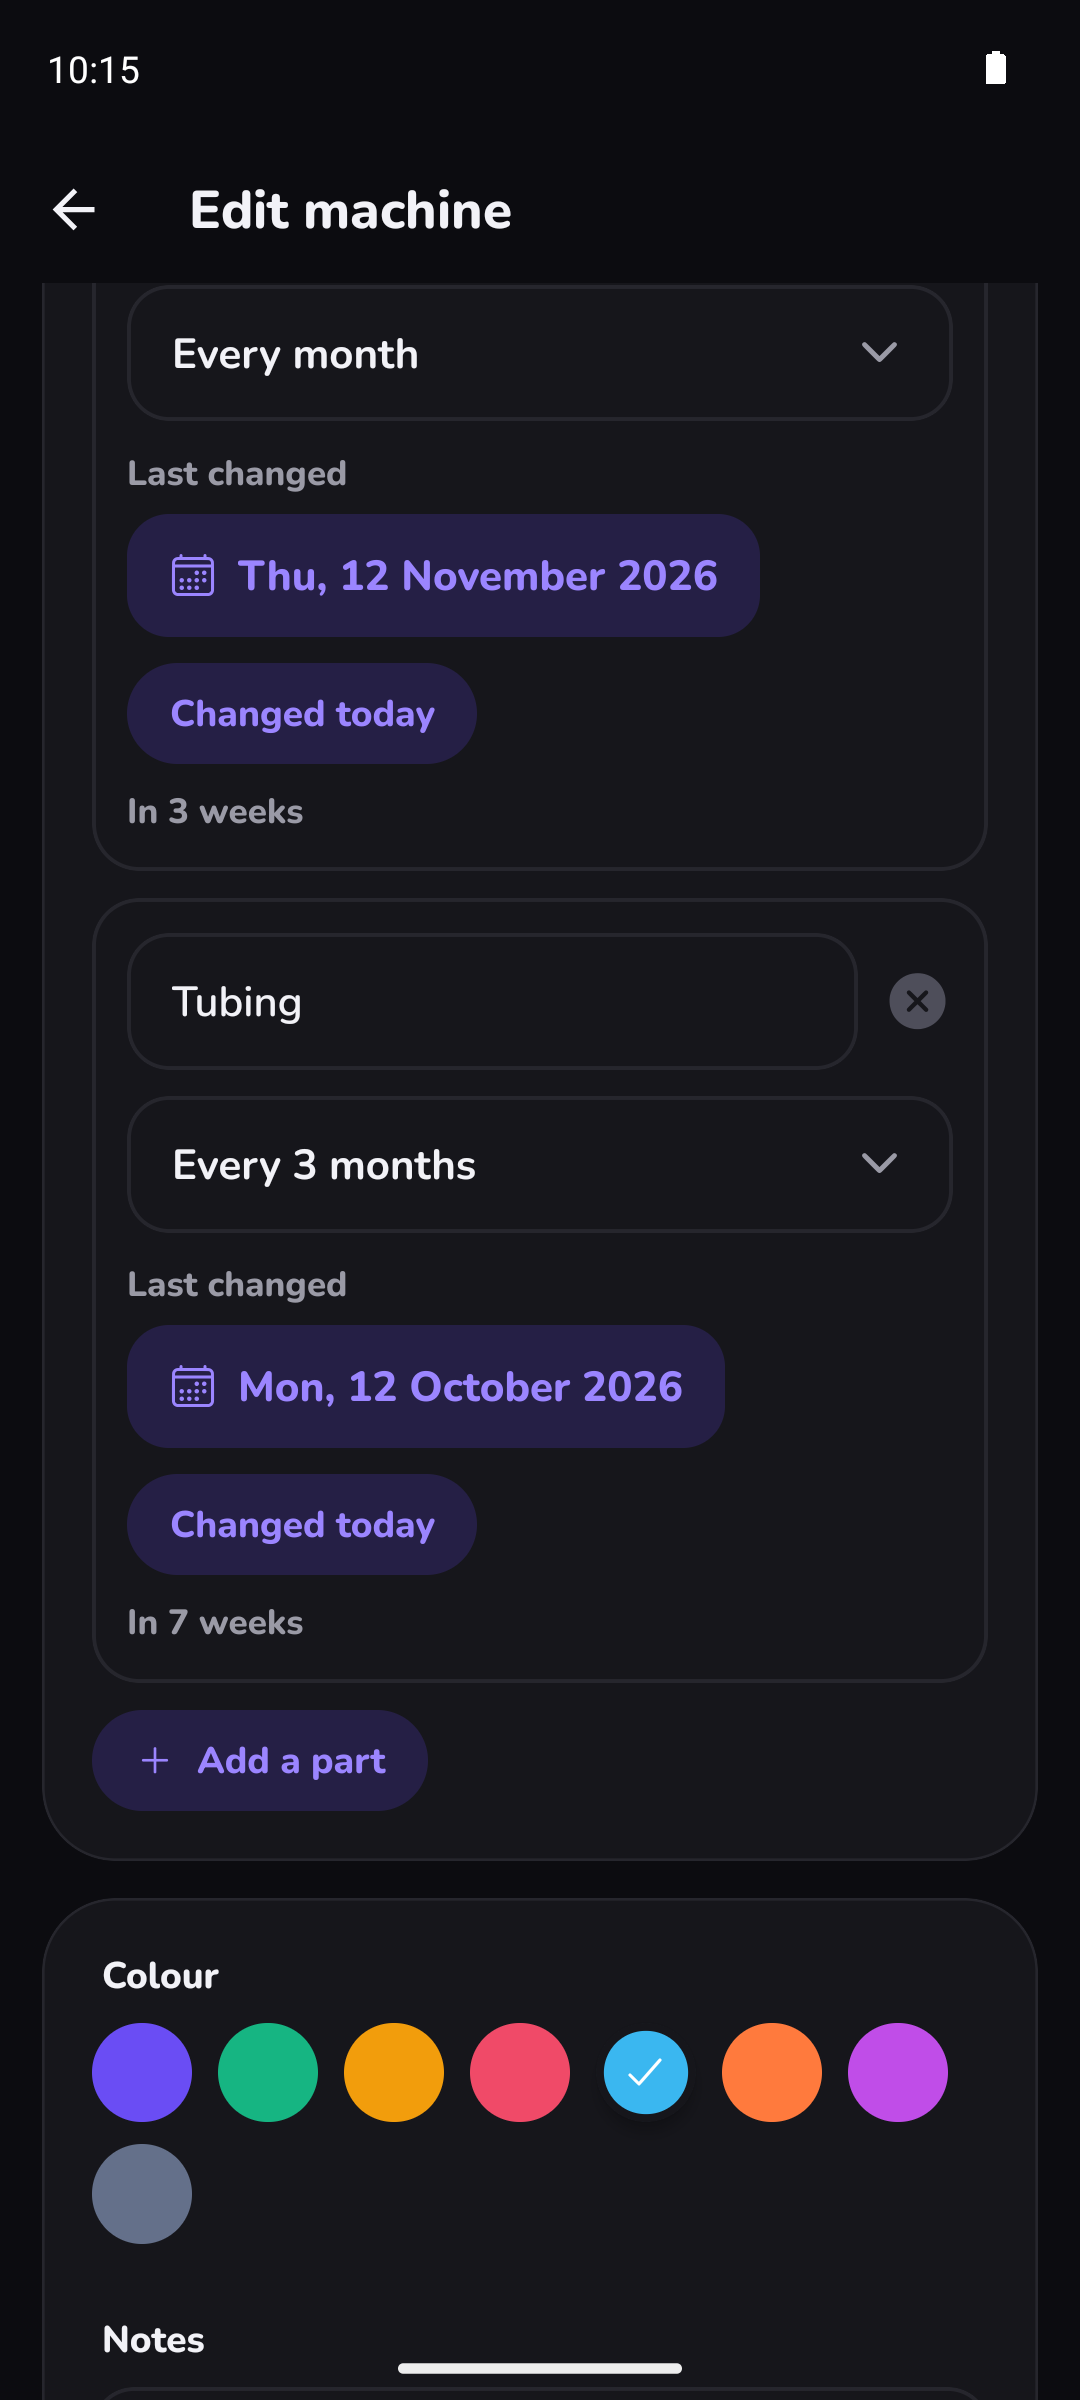 10:15
Edit machine
Every month
Last changed
Thu, 12 November 2026
Changed today
In 3 weeks
Tubing
Every 3 months
Last changed
Mon, 12 October 2026
Changed today
In 7 weeks
+ Add a part
Colour
Notes